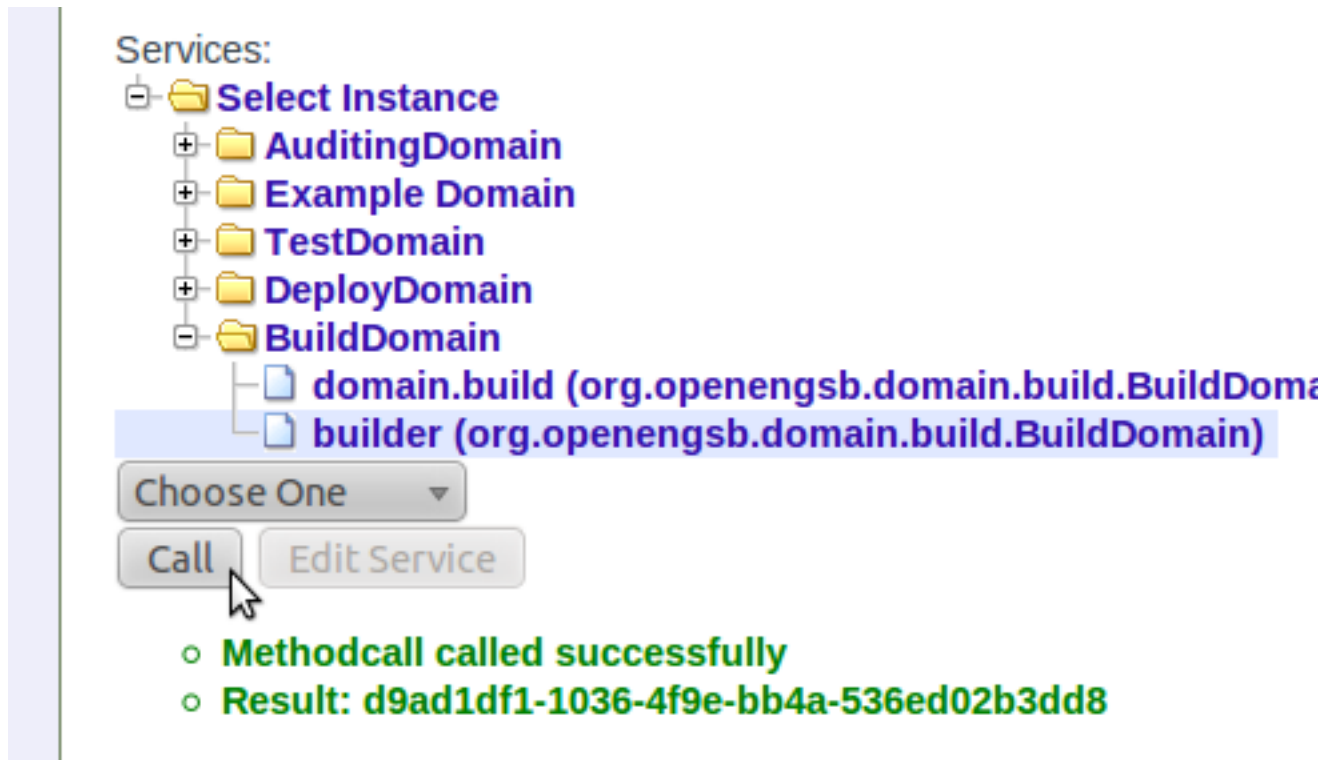 Services:
Select Instance
AuditingDomain
Example Domain
TestDomain
DeployDomain
BuildDomain
domain.build (org.openengsb.domain.build.BuildDoma
builder (org.openengsb.domain.build.BuildDomain)
Choose One
Call Edit Service
Methodcall called successfully
Result: d9ad1df1-1036-4f9e-bb4a-536ed02b3dd8